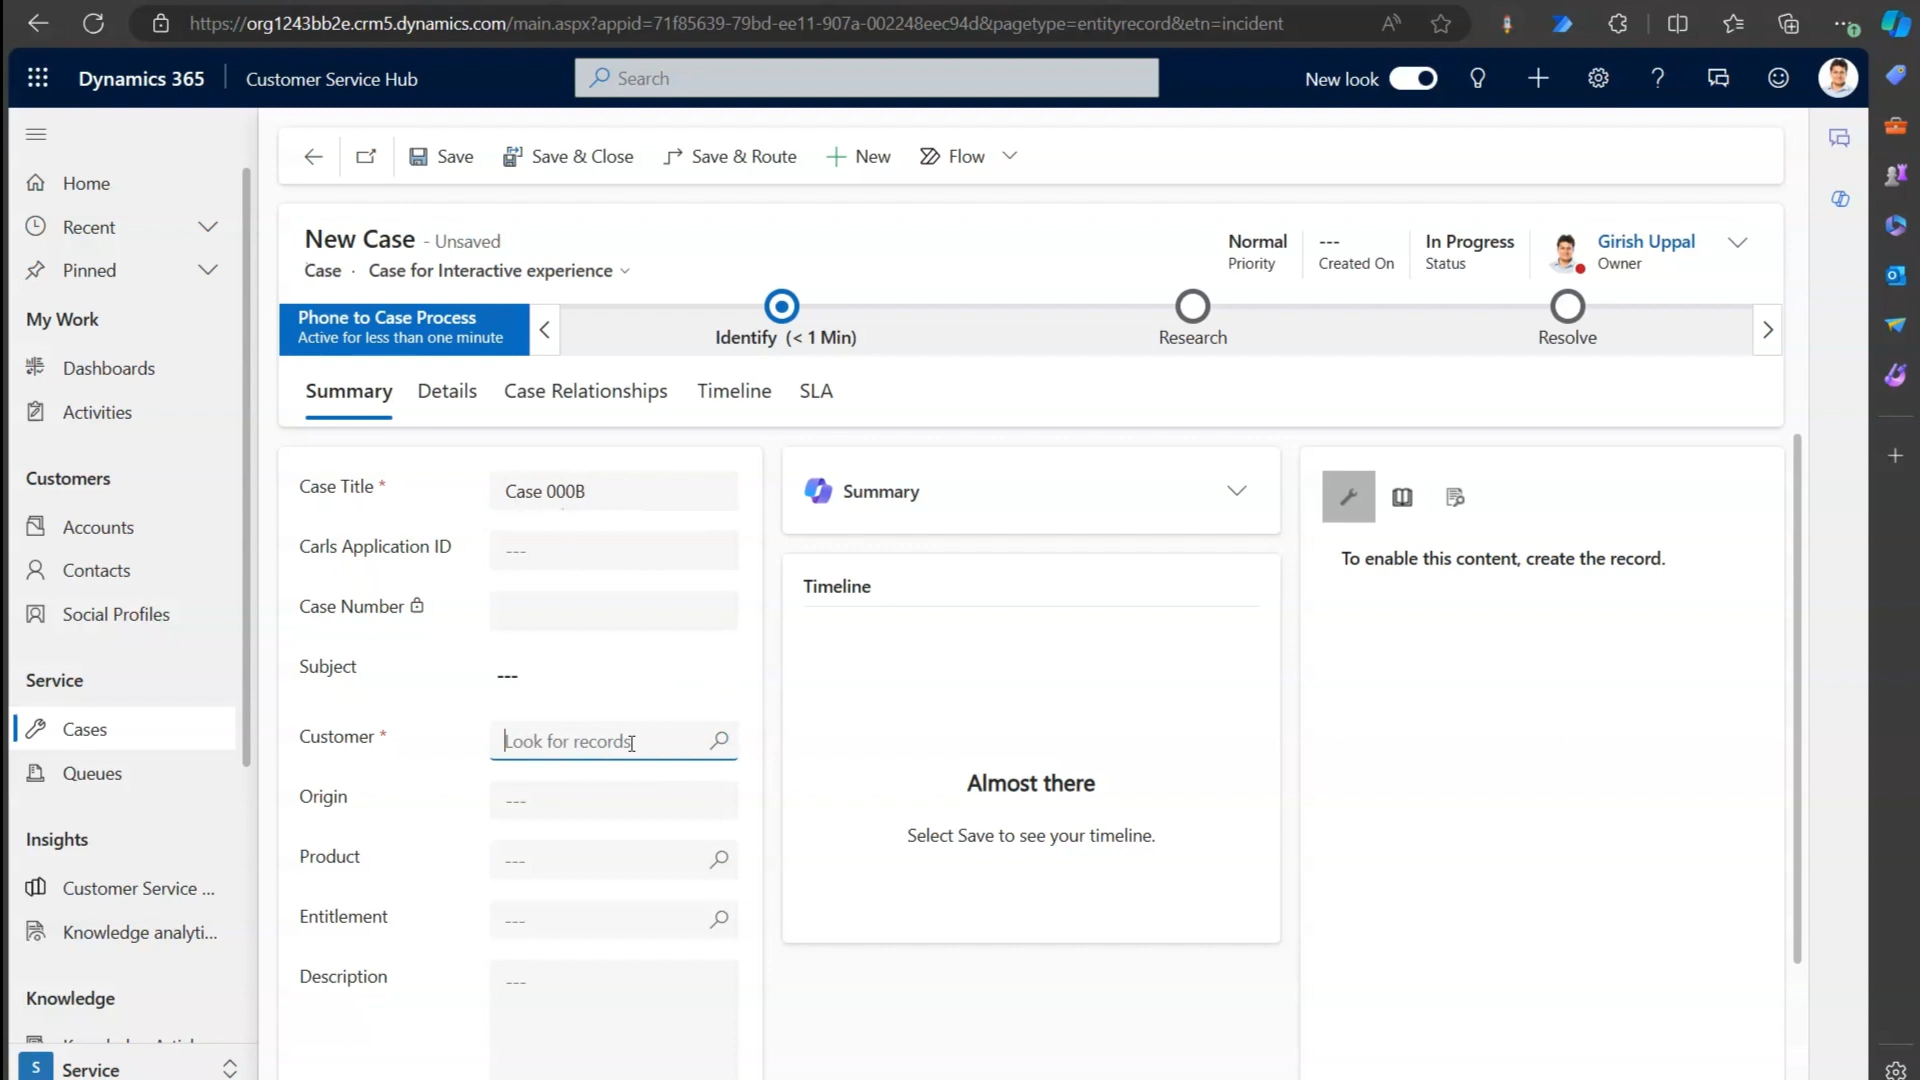 https://org1243bb2e.crm5.dynamics.com/main.aspx?appid=71f85639-79bd-ee11-907a-002248eec94d&pagetype=entityrecord&etn=incident
Dynamics 365
Customer Service Hub
Search
New look
Save
Save & Close
Save & Route
New
Flow
Home
Recent
Pinned
My Work
Dashboards
Activities
Customers
Accounts
Contacts
Social Profiles
Service
Cases
Queues
Insights
Customer Service ...
Knowledge analyti...
Knowledge
S Service
New Case - Unsaved
Case · Case for Interactive experience
Normal
Priority
---
Created On
In Progress
Status
Girish Uppal
Owner
Phone to Case Process
Active for less than one minute
Identify (< 1 Min)
Research
Resolve
Summary
Details
Case Relationships
Timeline
SLA
Case Title *
Case 000B
Carls Application ID
---
Case Number
Subject
---
Customer *
Look for records
Origin
---
Product
---
Entitlement
---
Description
---
Summary
Timeline
Almost there
Select Save to see your timeline.
To enable this content, create the record.